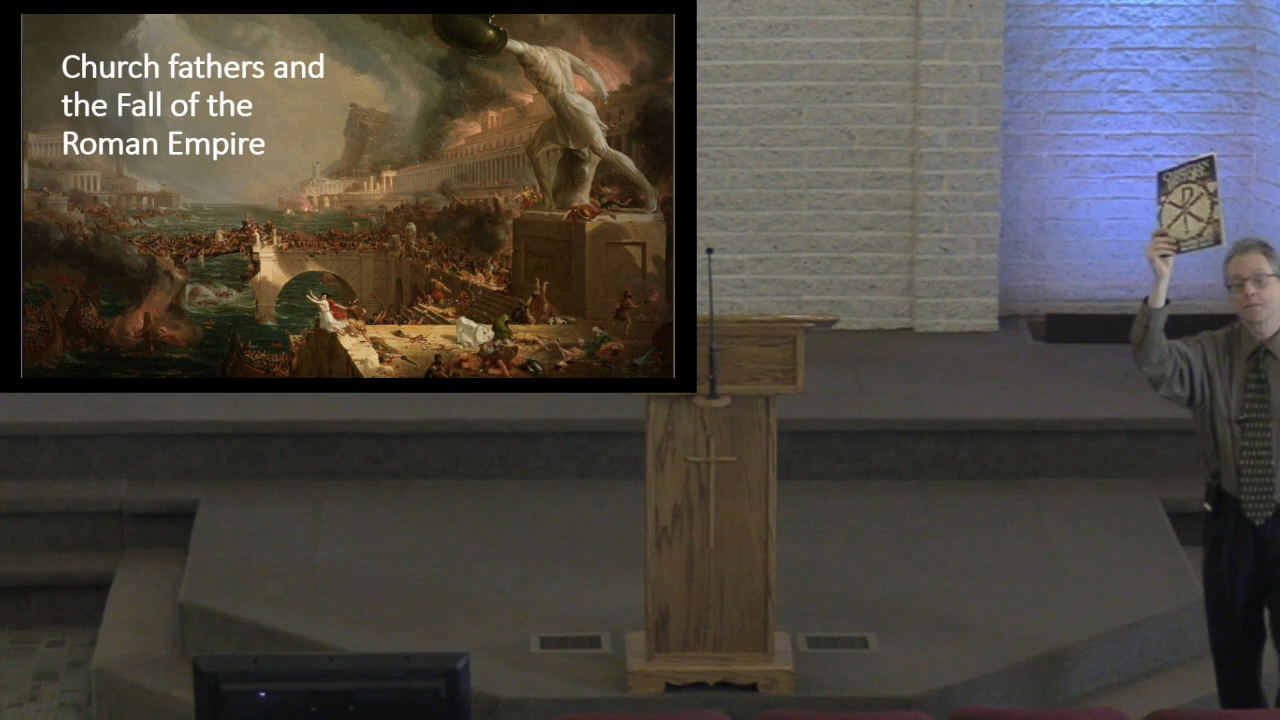 Church fathers and
the Fall of the
Roman Empire